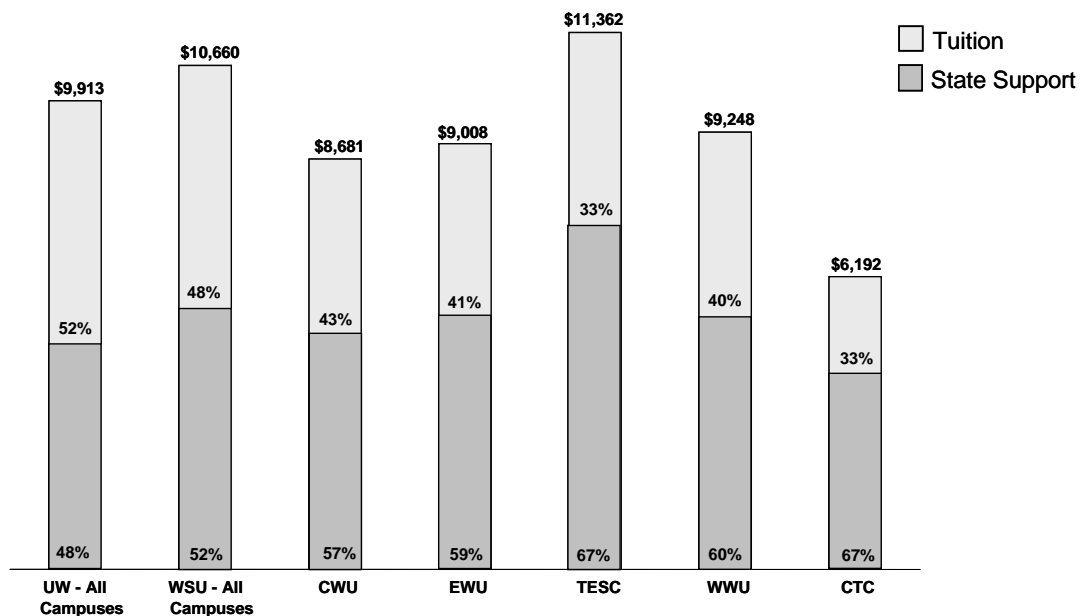 $11,362
Tuition
$10,660
State Support
$9,913
$9,248
$9,008
$8,681
33%
$6,192
48%
41%
40%
43%
52%
33%
48%
52%
57%
59%
67%
60%
67%
UW - All
Campuses
WSU - All
Campuses
CWU
EWU
TESC
WWU
CTC